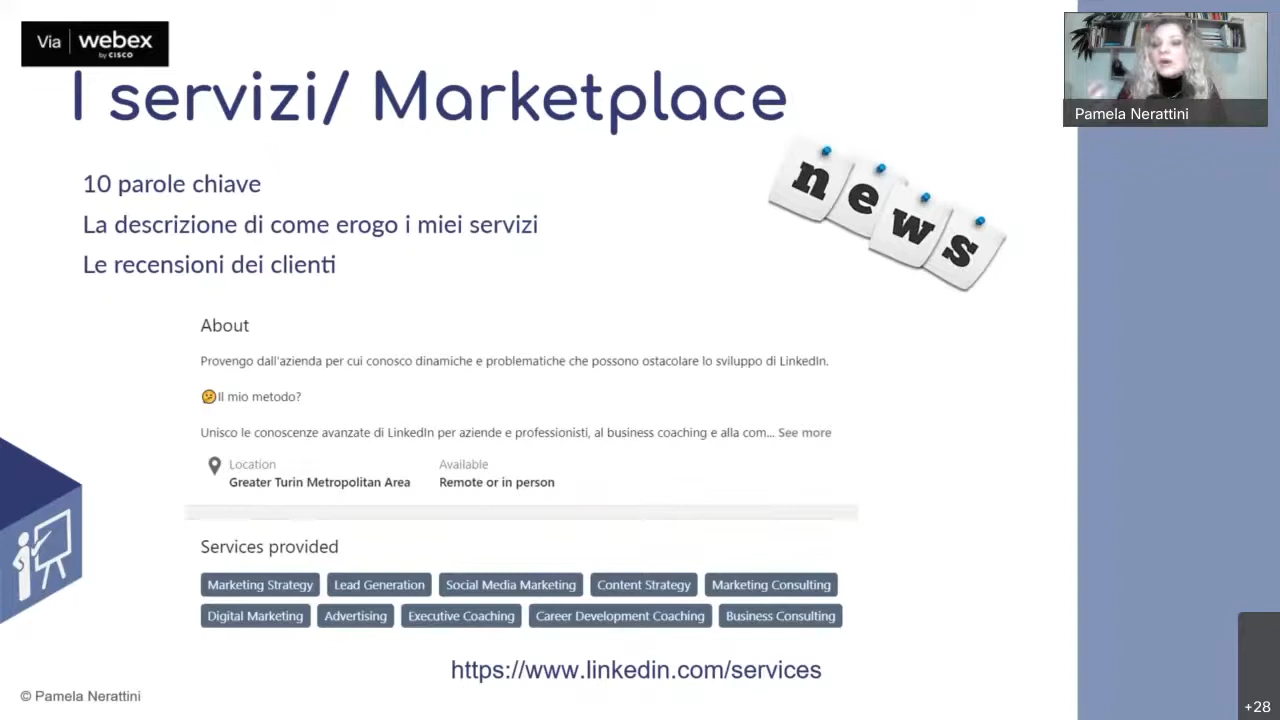 Via webex
by CISCO
I servizi/ Marketplace
Pamela Nerattini
10 parole chiave
La descrizione di come erogo i miei servizi
Le recensioni dei clienti
news
About
Provengo dall'azienda per cui conosco dinamiche e problematiche che possono ostacolare lo sviluppo di LinkedIn.
🤔Il mio metodo?
Unisco le conoscenze avanzate di LinkedIn per aziende e professionisti, al business coaching e alla com... See more
Location Available
Greater Turin Metropolitan Area Remote or in person
Services provided
Marketing Strategy Lead Generation Social Media Marketing Content Strategy Marketing Consulting
Digital Marketing Advertising Executive Coaching Career Development Coaching Business Consulting
https://www.linkedin.com/services
© Pamela Nerattini
+28